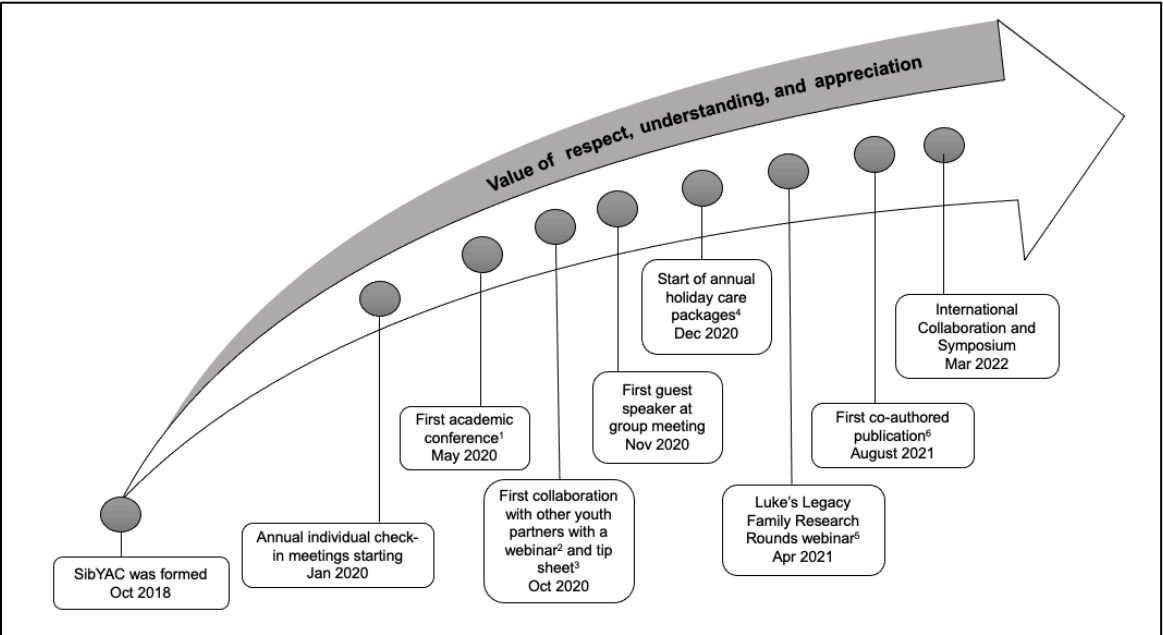 Value of respect, understanding, and appreciation
SibYAC was formed
Oct 2018
Annual individual check-
in meetings starting
Jan 2020
First academic
conference¹
May 2020
First collaboration
with other youth
partners with a
webinar² and tip
sheet³
Oct 2020
First guest
speaker at
group meeting
Nov 2020
Start of annual
holiday care
packages⁴
Dec 2020
Luke's Legacy
Family Research
Rounds webinar⁵
Apr 2021
First co-authored
publication⁶
August 2021
International
Collaboration and
Symposium
Mar 2022